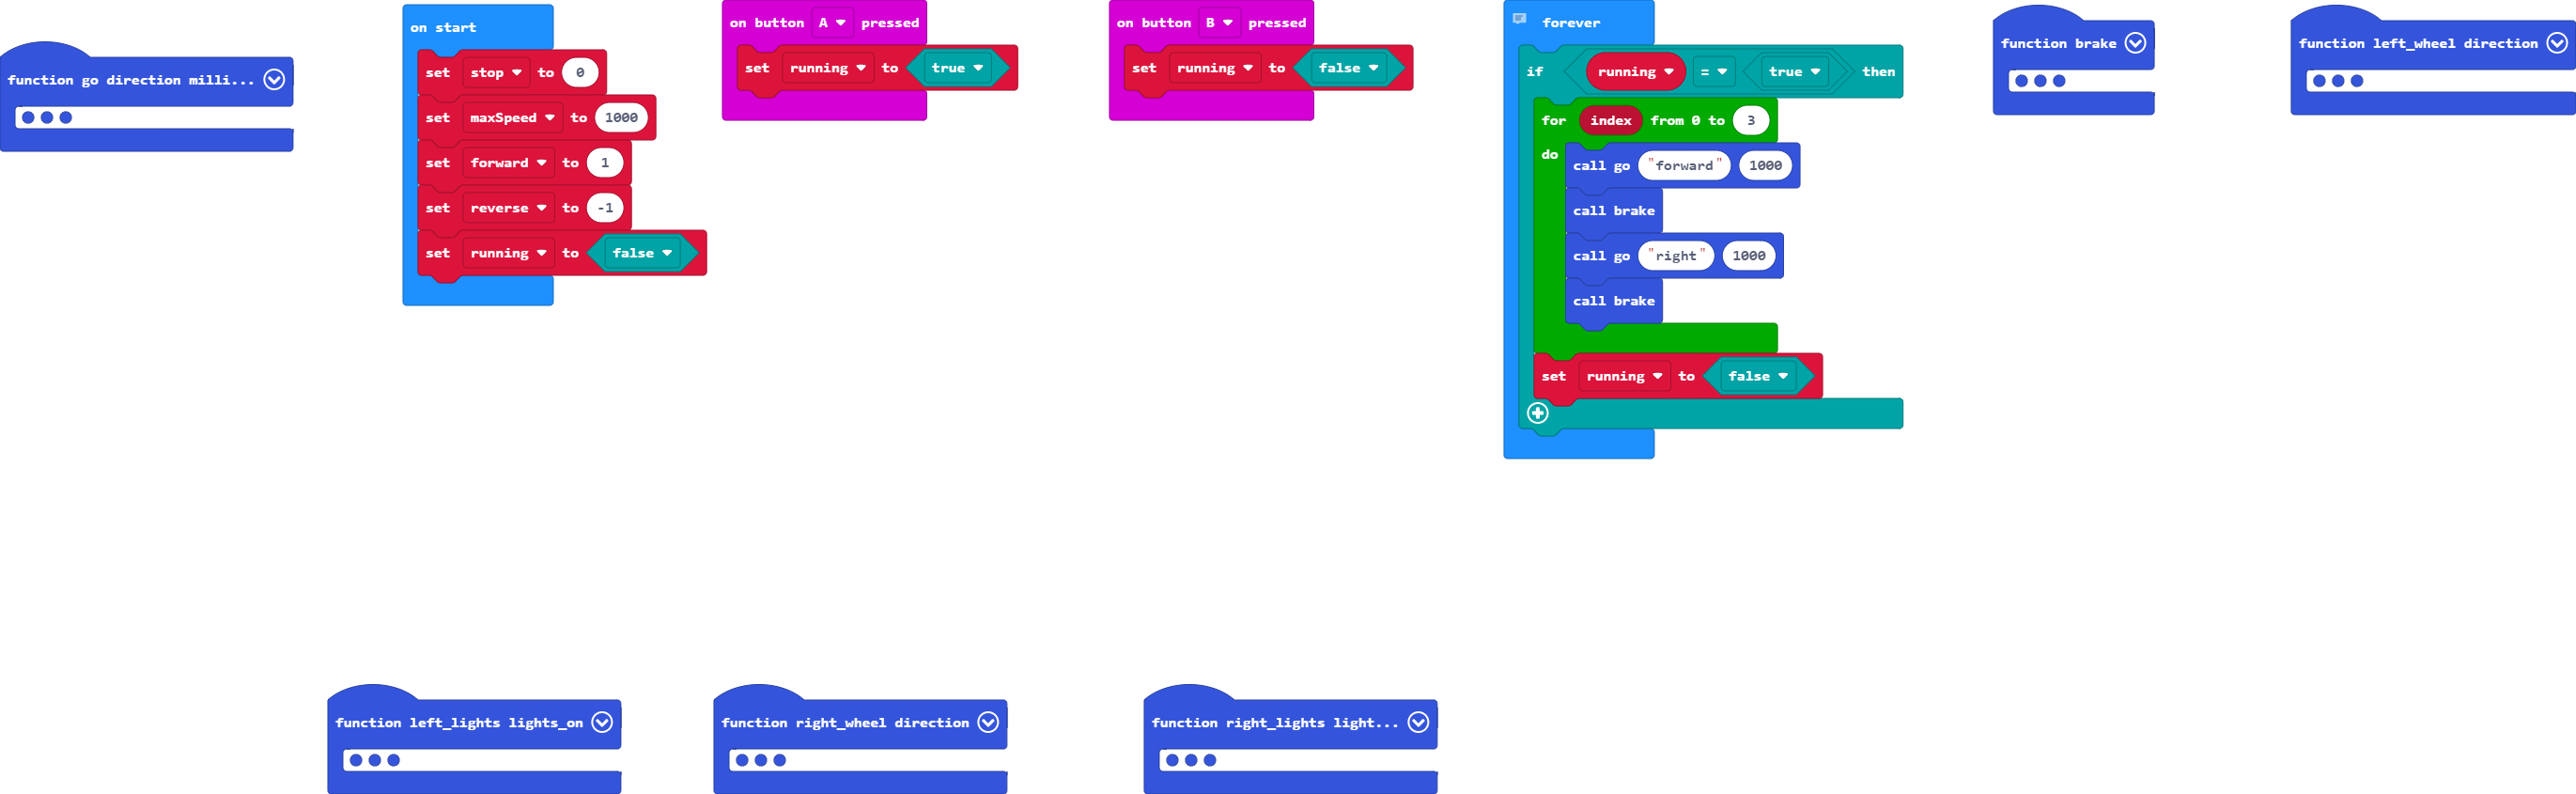 function go direction milli...
on start
set stop to 0
set maxSpeed to 1000
set forward to 1
set reverse to -1
set running to false
on button A pressed
set running to true
on button B pressed
set running to false
forever
if running = true then
for index from 0 to 3
do
call go "forward" 1000
call brake
call go "right" 1000
call brake
set running to false
function brake
function left_wheel direction
function left_lights lights_on
function right_wheel direction
function right_lights light...